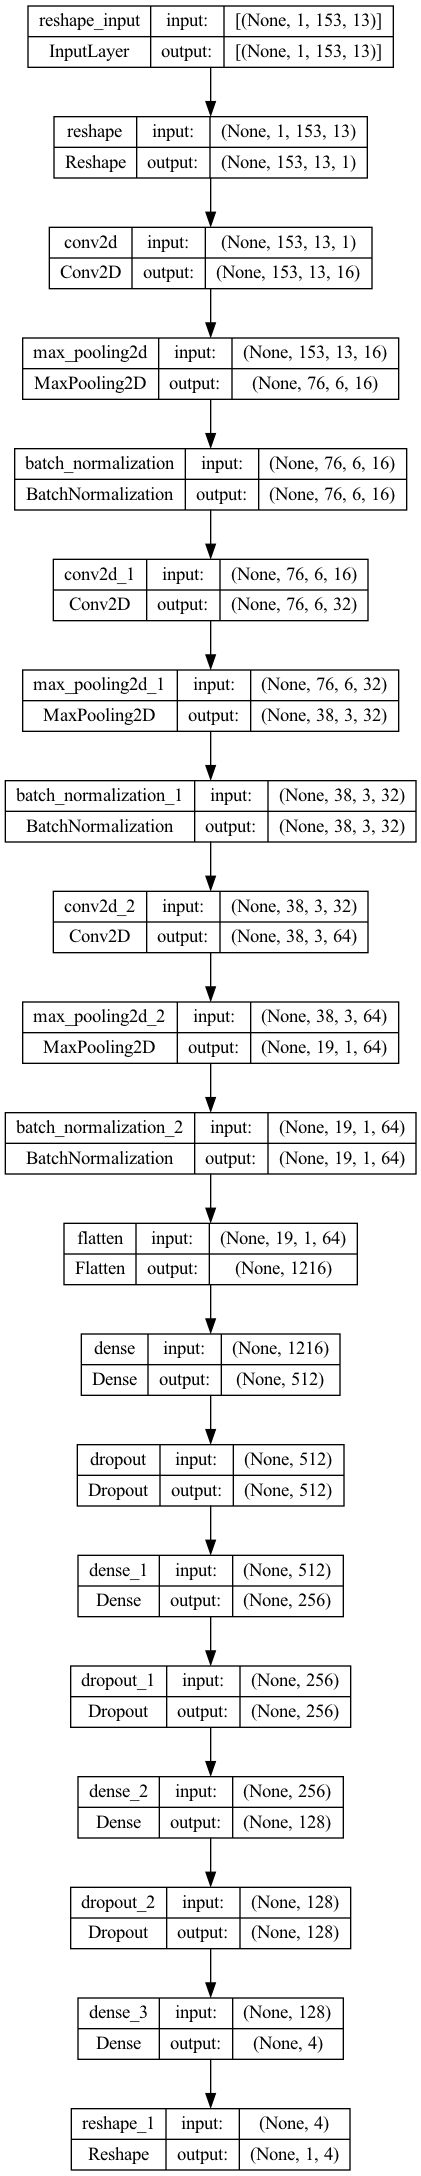 reshape_input input: [(None, 1, 153, 13)]
InputLayer output: [(None, 1, 153, 13)]
reshape input: (None, 1, 153, 13)
Reshape output: (None, 153, 13, 1)
conv2d input: (None, 153, 13, 1)
Conv2D output: (None, 153, 13, 16)
max_pooling2d input: (None, 153, 13, 16)
MaxPooling2D output: (None, 76, 6, 16)
batch_normalization input: (None, 76, 6, 16)
BatchNormalization output: (None, 76, 6, 16)
conv2d_1 input: (None, 76, 6, 16)
Conv2D output: (None, 76, 6, 32)
max_pooling2d_1 input: (None, 76, 6, 32)
MaxPooling2D output: (None, 38, 3, 32)
batch_normalization_1 input: (None, 38, 3, 32)
BatchNormalization output: (None, 38, 3, 32)
conv2d_2 input: (None, 38, 3, 32)
Conv2D output: (None, 38, 3, 64)
max_pooling2d_2 input: (None, 38, 3, 64)
MaxPooling2D output: (None, 19, 1, 64)
batch_normalization_2 input: (None, 19, 1, 64)
BatchNormalization output: (None, 19, 1, 64)
flatten input: (None, 19, 1, 64)
Flatten output: (None, 1216)
dense input: (None, 1216)
Dense output: (None, 512)
dropout input: (None, 512)
Dropout output: (None, 512)
dense_1 input: (None, 512)
Dense output: (None, 256)
dropout_1 input: (None, 256)
Dropout output: (None, 256)
dense_2 input: (None, 256)
Dense output: (None, 128)
dropout_2 input: (None, 128)
Dropout output: (None, 128)
dense_3 input: (None, 128)
Dense output: (None, 4)
reshape_1 input: (None, 4)
Reshape output: (None, 1, 4)